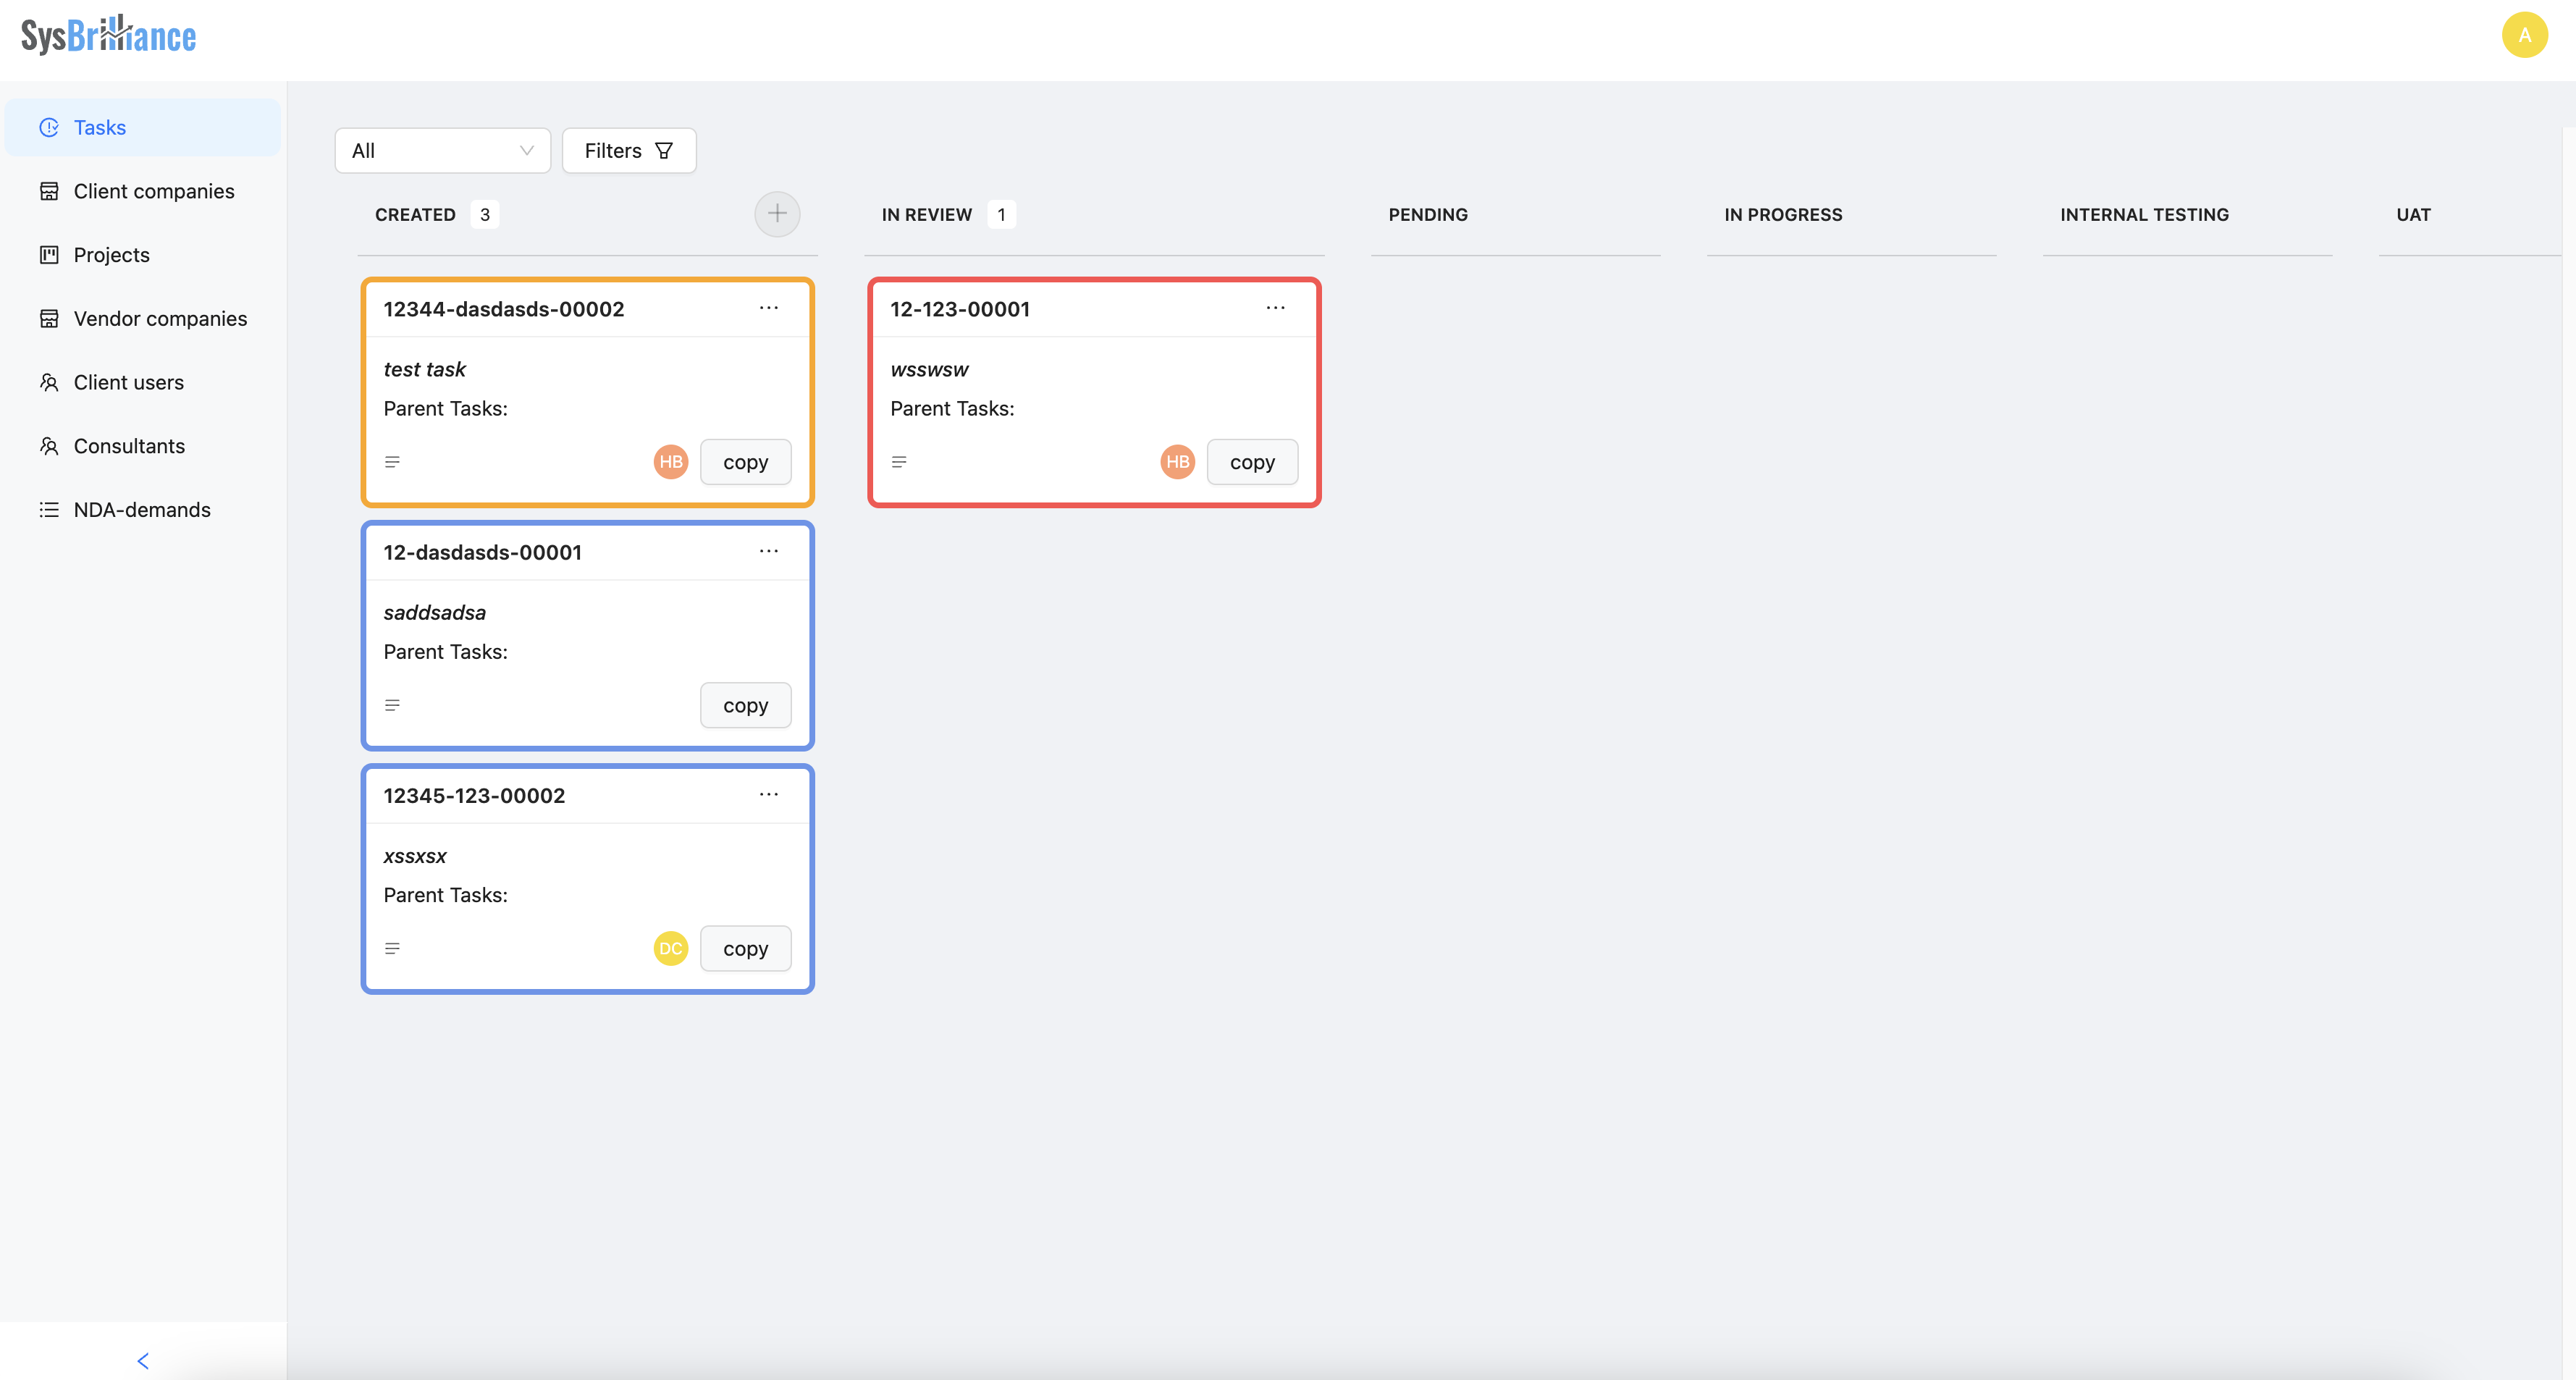 SysBrilliance
A
Tasks
Client companies
Projects
Vendor companies
Client users
Consultants
NDA-demands
All
Filters
CREATED 3
12344-dasdasds-00002
test task
Parent Tasks:
HB
copy
12-dasdasds-00001
saddsadsa
Parent Tasks:
copy
12345-123-00002
xssxsx
Parent Tasks:
DC
copy
IN REVIEW 1
12-123-00001
wsswsw
Parent Tasks:
HB
copy
PENDING
IN PROGRESS
INTERNAL TESTING
UAT